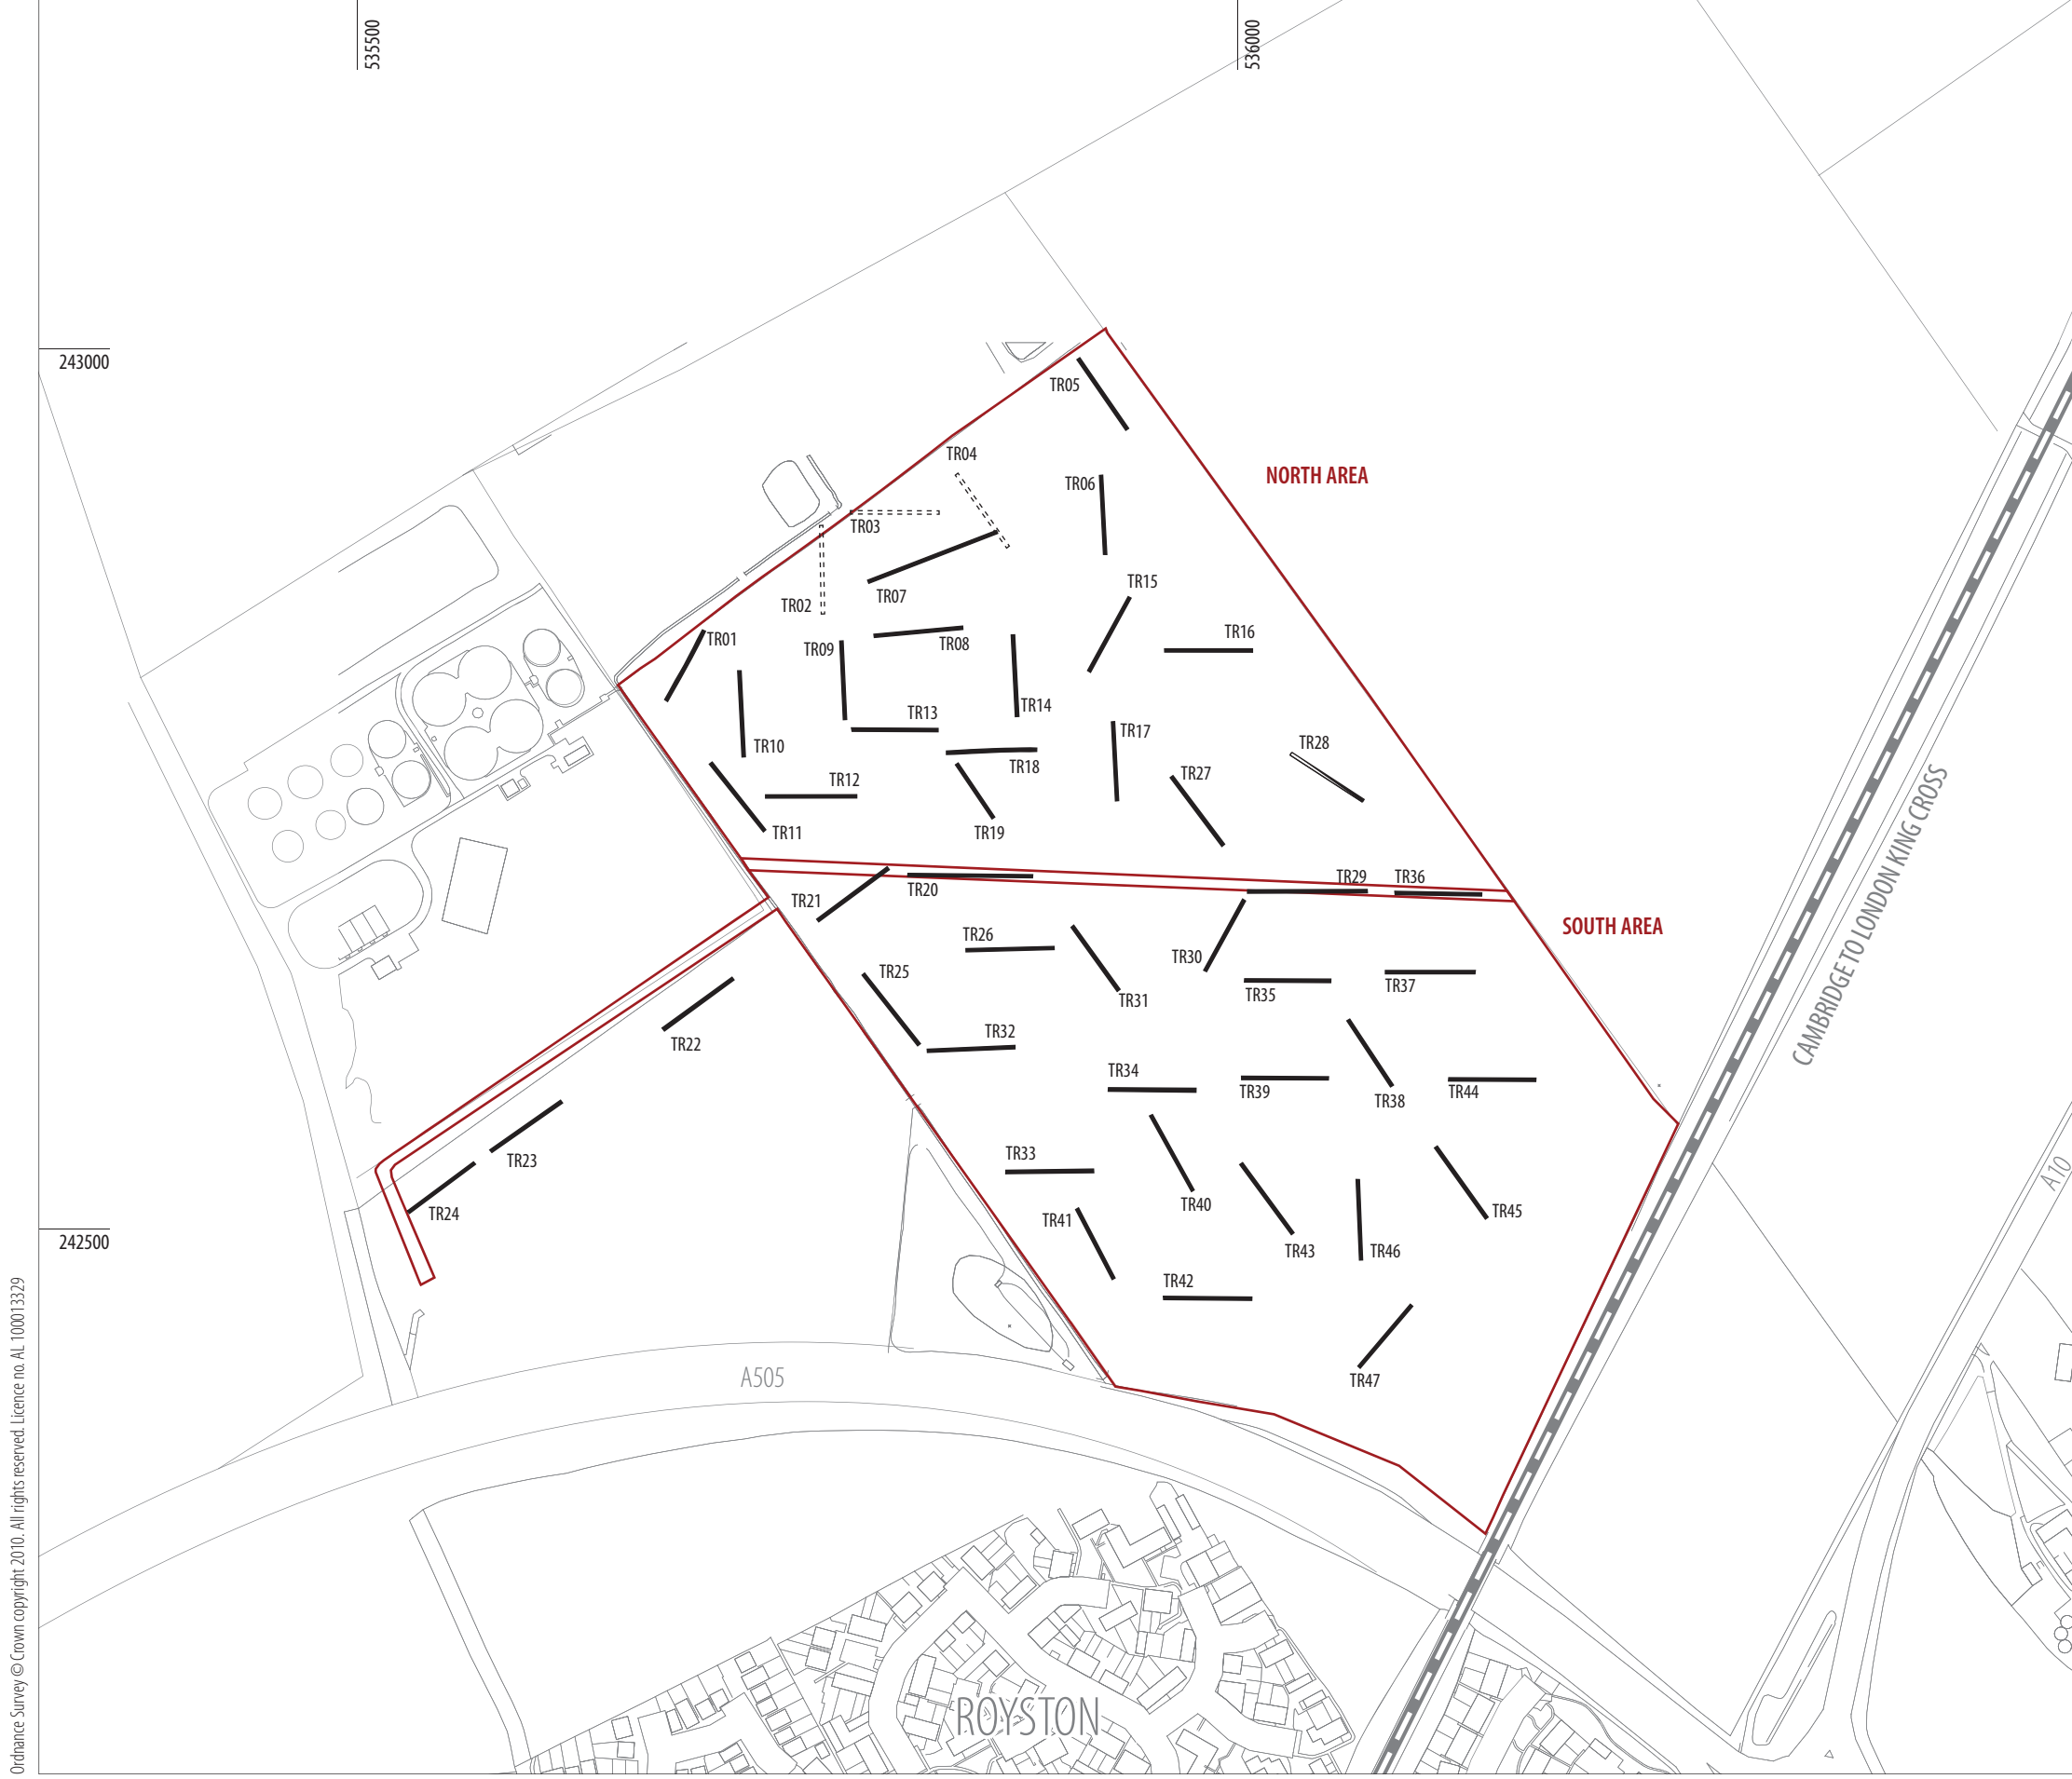 535500
536000
243000
TR05
TR04
TR06
NORTH AREA
TR03
TR15
TR02
TR07
TR16
TR01
TR09
TR08
TR14
TR13
TR17
TR10
TR28
TR18
TR27
TR12
TR11
TR19
TR29
TR36
TR21
TR20
SOUTH AREA
CAMBRIDGE TO LONDON KING CROSS
TR26
TR30
TR25
TR31
TR35
TR37
TR22
TR32
TR34
TR39
TR38
TR44
TR33
TR23
A10
TR40
TR45
TR24
TR41
242500
TR43
TR46
TR42
A505
TR47
ROYSTON
Ordnance Survey © Crown copyright 2010. All rights reserved. Licence no. AL 100013329